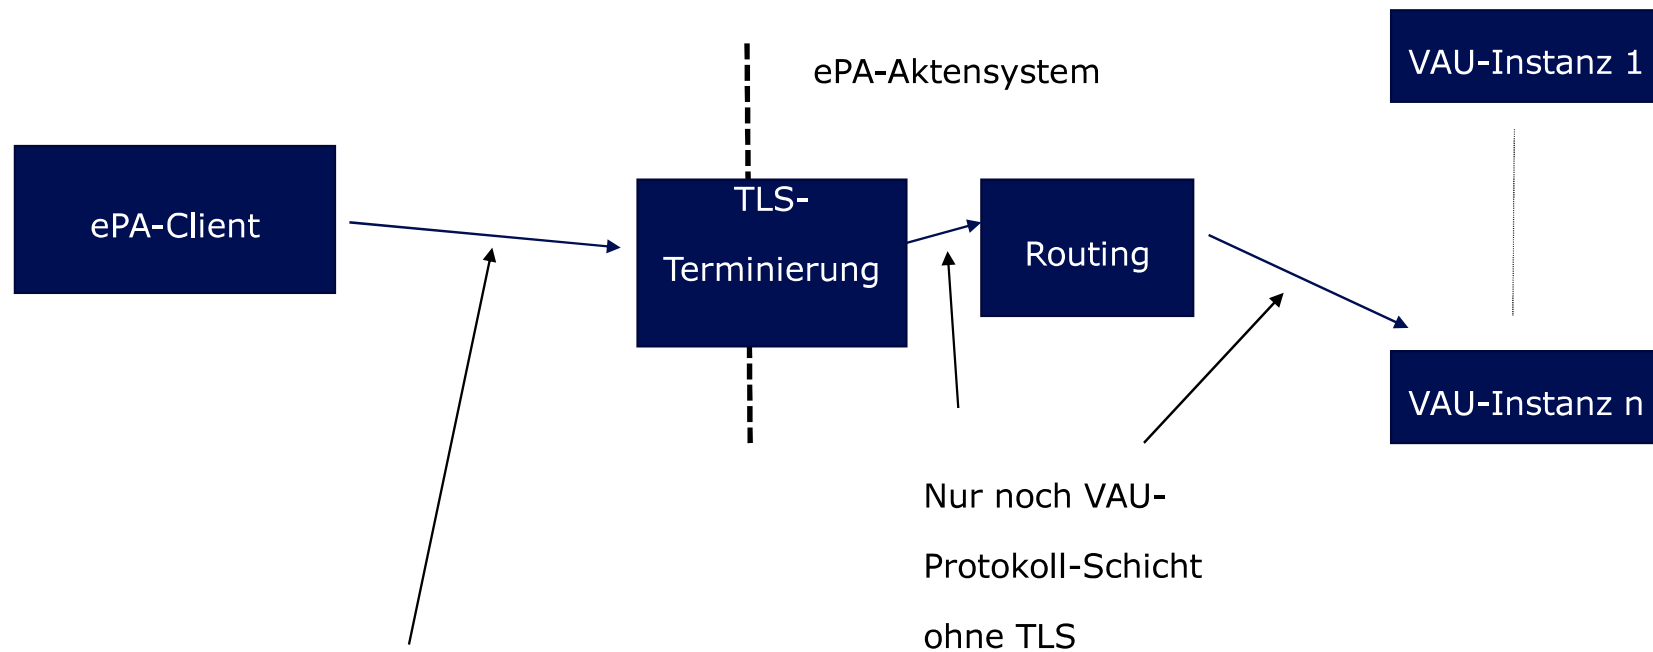 ePA-Aktensystem
VAU-Instanz 1
ePA-Client
TLS-
Terminierung
Routing
VAU-Instanz n
Nur noch VAU-
Protokoll-Schicht
ohne TLS